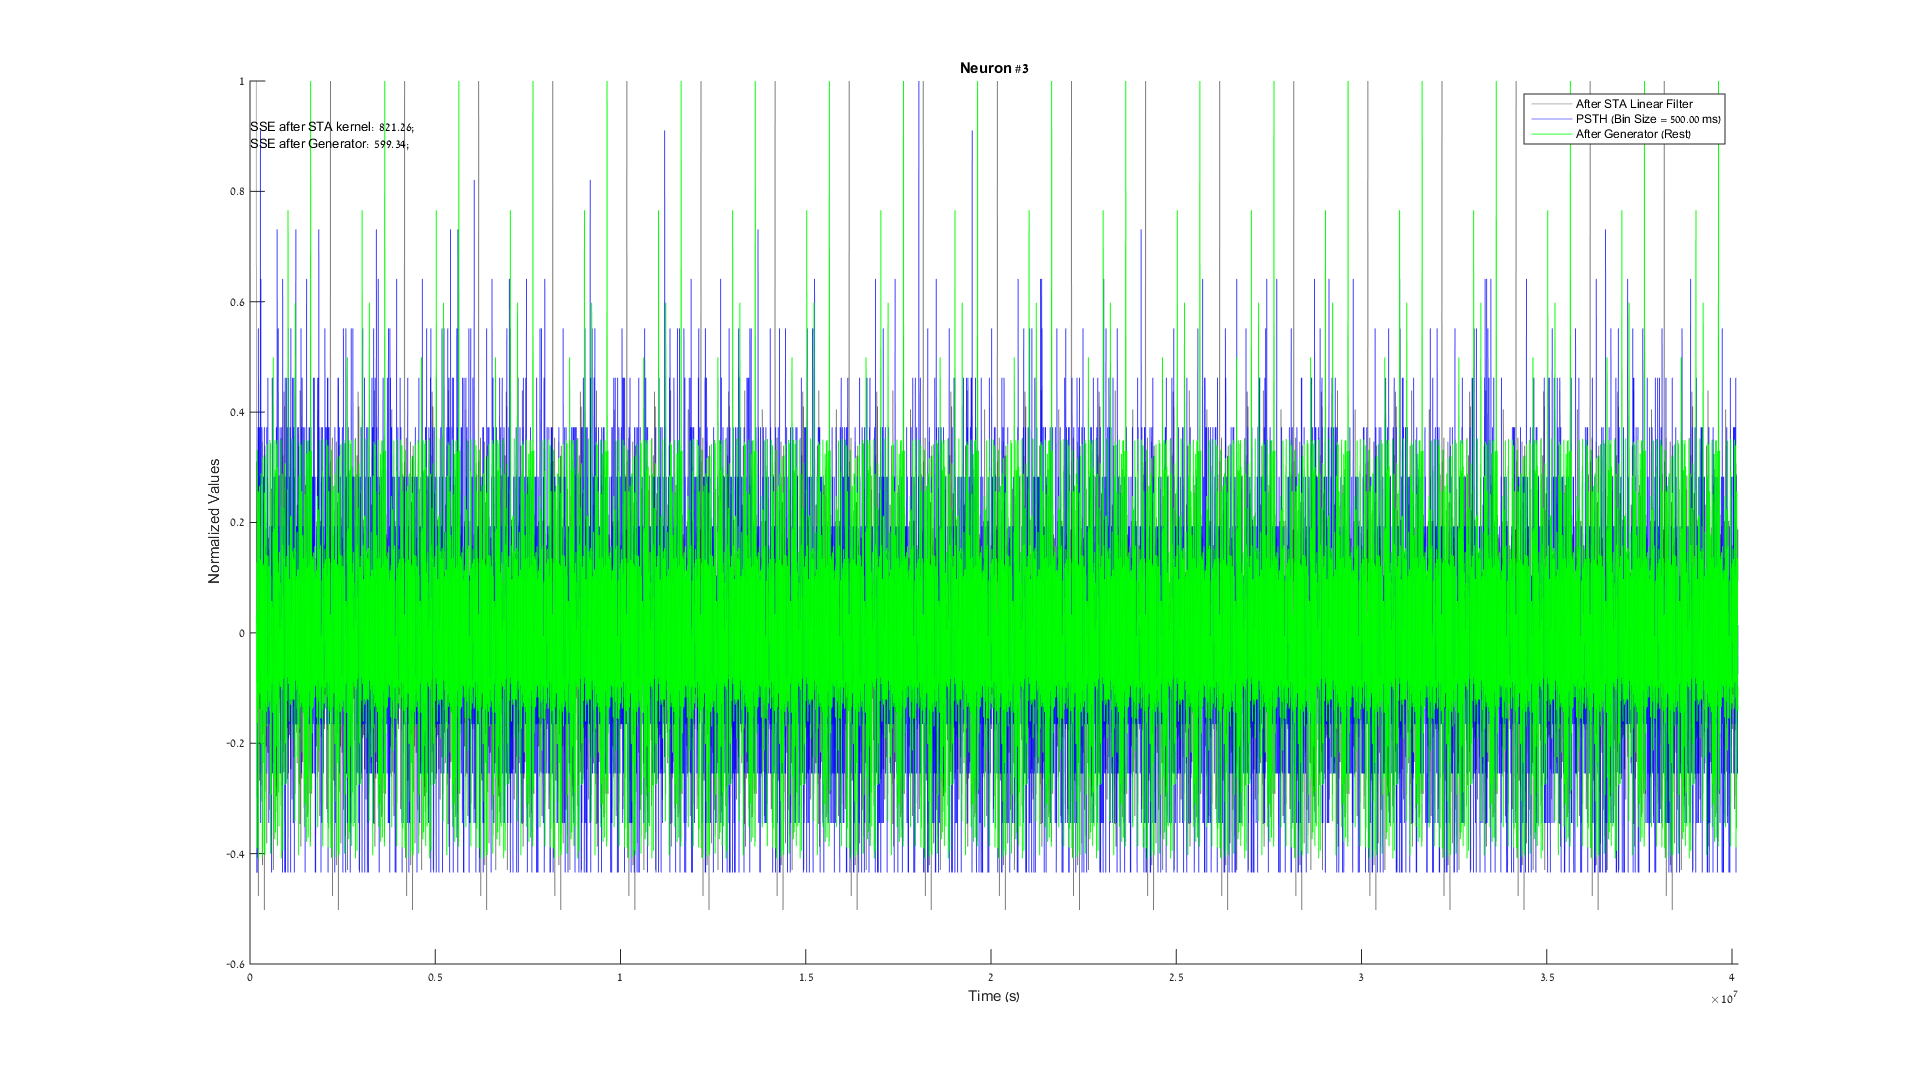 Neuron #3
1
SSE after STA kernel: 821.26;
SSE after Generator: 599.34;
After STA Linear Filter
PSTH (Bin Size = 500.00 ms)
After Generator (Rest)
0.8
0.6
0.4
0.2
0
-0.2
-0.4
-0.6
Normalized Values
0 0.5 1 1.5 2 2.5 3 3.5 4
Time (s)
×10^7